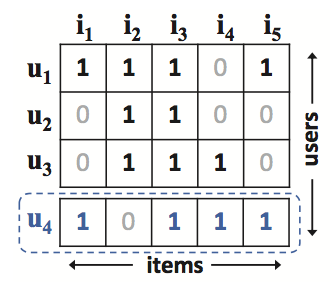 i1 i2 i3 i4 i5
u1 1 1 1 0 1
u2 0 1 1 0 0
u3 0 1 1 1 0
u4 1 0 1 1 1
users
items